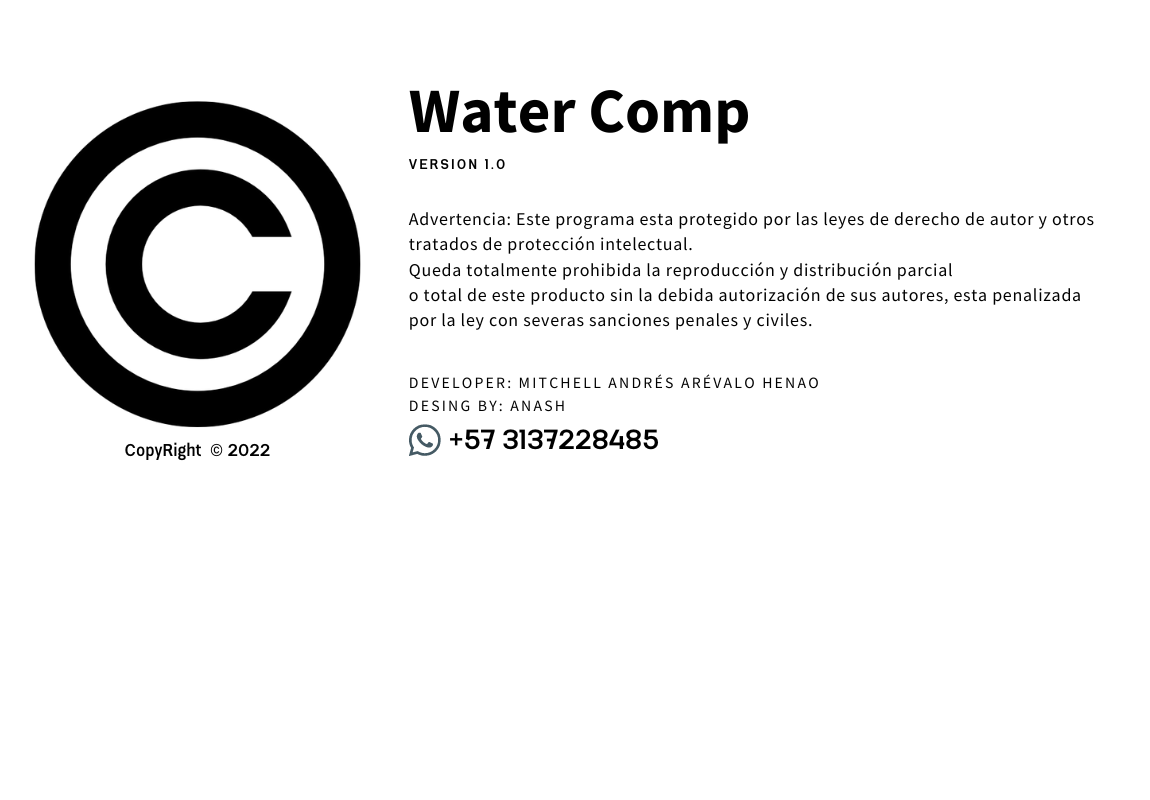 Water Comp
VERSION 1.0
Advertencia: Este programa esta protegido por las leyes de derecho de autor y otros
tratados de protección intelectual.
Queda totalmente prohibida la reproducción y distribución parcial
o total de este producto sin la debida autorización de sus autores, esta penalizada
por la ley con severas sanciones penales y civiles.
DEVELOPER: MITCHELL ANDRÉS ARÉVALO HENAO
DESING BY: ANASH
+57 3137228485
CopyRight © 2022